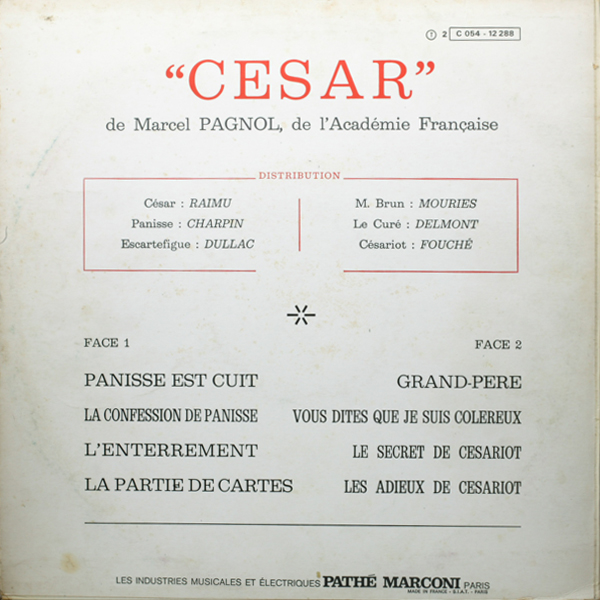 Ⓣ 2 C 054 - 12 288
“CESAR”
de Marcel PAGNOL, de l'Académie Française
DISTRIBUTION
César : RAIMU
Panisse : CHARPIN
Escartefigue : DULLAC
M. Brun : MOURIES
Le Curé : DELMONT
Césariot : FOUCHÉ
FACE 1
PANISSE EST CUIT
LA CONFESSION DE PANISSE
L'ENTERREMENT
LA PARTIE DE CARTES
FACE 2
GRAND-PERE
VOUS DITES QUE JE SUIS COLEREUX
LE SECRET DE CESARIOT
LES ADIEUX DE CESARIOT
LES INDUSTRIES MUSICALES ET ÉLECTRIQUES PATHÉ MARCONI PARIS
MADE IN FRANCE - S.I.A.T. - PARIS